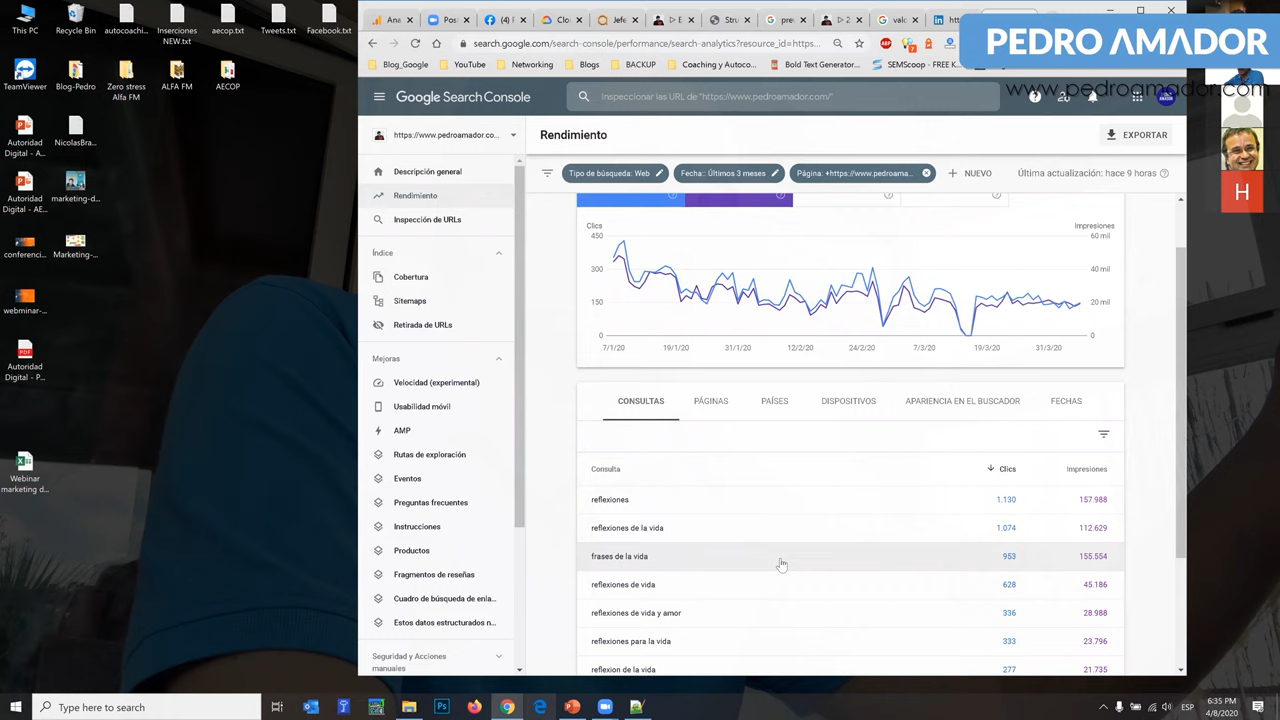 This PC
Recycle Bin
autocoachi...
Inserciones NEW.txt
aecop.txt
Tweets.txt
Facebook.txt
TeamViewer
Blog-Pedro
Zero stress Alfa FM
ALFA FM
AECOP
Autoridad Digital - A...
NicolasBra...
Autoridad Digital - AE...
marketing-d...
conferenci...
Marketing-...
webminar-...
Autoridad Digital - P...
Webinar marketing d...
PEDRO AMADOR
www.pedroamador.com
search.google.com/search-console/performance/search-analytics?resource_id=https...
Blog_Google
YouTube
Networking
Blogs
BACKUP
Coaching y Autoco...
Bold Text Generator...
SEMScoop - FREE K...
Google Search Console
Inspeccionar las URL de "https://www.pedroamador.com/"
https://www.pedroamador.co...
Rendimiento
EXPORTAR
Descripción general
Rendimiento
Inspección de URLs
Índice
Cobertura
Sitemaps
Retirada de URLs
Mejoras
Velocidad (experimental)
Usabilidad móvil
AMP
Rutas de exploración
Eventos
Preguntas frecuentes
Instrucciones
Productos
Fragmentos de reseñas
Cuadro de búsqueda de enla...
Estos datos estructurados n...
Seguridad y Acciones manuales
Tipo de búsqueda: Web
Fecha:: Últimos 3 meses
Página: +https://www.pedroama...
NUEVO
Última actualización: hace 9 horas
Clics
Impresiones
450
300
150
0
60 mil
40 mil
20 mil
0
7/1/20
19/1/20
31/1/20
12/2/20
24/2/20
7/3/20
19/3/20
31/3/20
CONSULTAS
PÁGINAS
PAÍSES
DISPOSITIVOS
APARIENCIA EN EL BUSCADOR
FECHAS
Consulta Clics Impresiones
reflexiones 1.130 157.988
reflexiones de la vida 1.074 112.629
frases de la vida 953 155.554
reflexiones de vida 628 45.186
reflexiones de vida y amor 336 28.988
reflexiones para la vida 333 23.796
reflexion de la vida 277 21.735
H
Type here to search
ESP
6:35 PM
4/8/2020